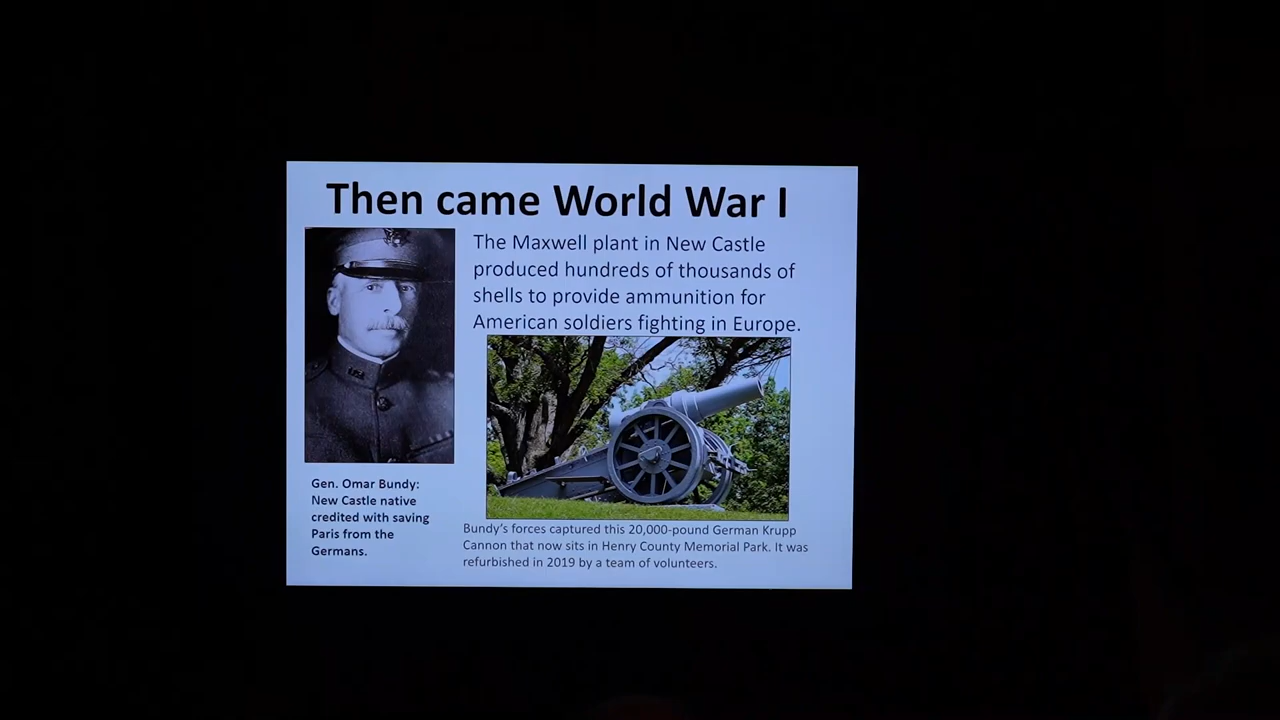 Then came World War I
The Maxwell plant in New Castle
produced hundreds of thousands of
shells to provide ammunition for
American soldiers fighting in Europe.
Gen. Omar Bundy:
New Castle native
credited with saving
Paris from the
Germans.
Bundy's forces captured this 20,000-pound German Krupp
Cannon that now sits in Henry County Memorial Park. It was
refurbished in 2019 by a team of volunteers.